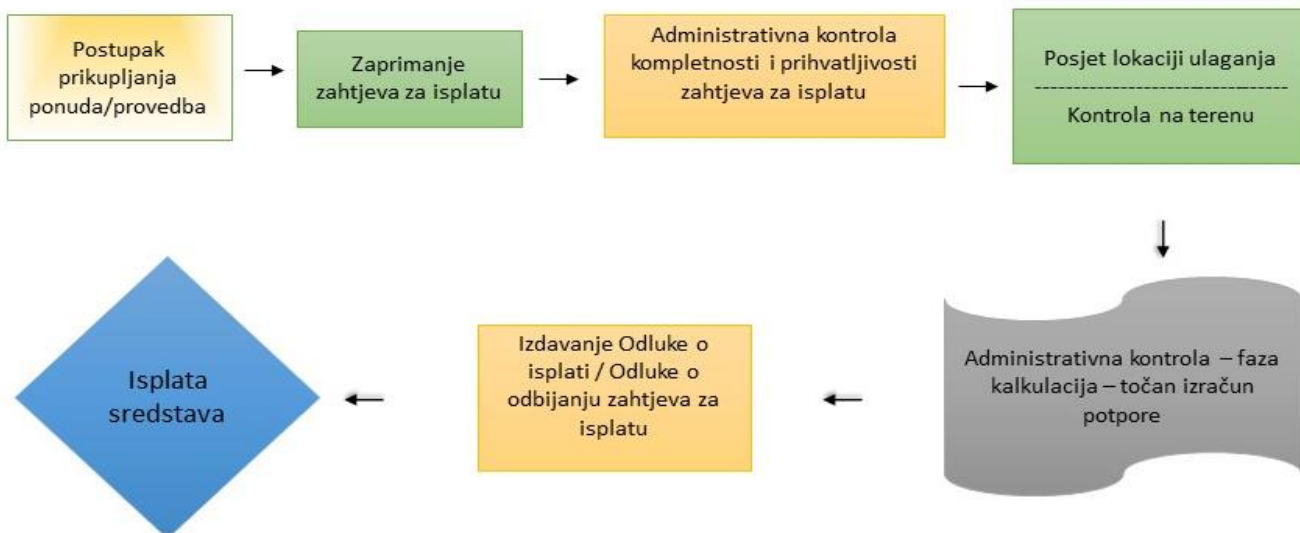 Postupak
prikupljanja
ponuda/provedba
Zaprimanje
zahtjeva za isplatu
Administrativna kontrola
kompletnosti i prihvatljivosti
zahtjeva za isplatu
Posjet lokaciji ulaganja
Kontrola na terenu
Administrativna kontrola – faza
kalkulacija – točan izračun
potpore
Izdavanje Odluke o
isplati / Odluke o
odbijanju zahtjeva za
isplatu
Isplata
sredstava